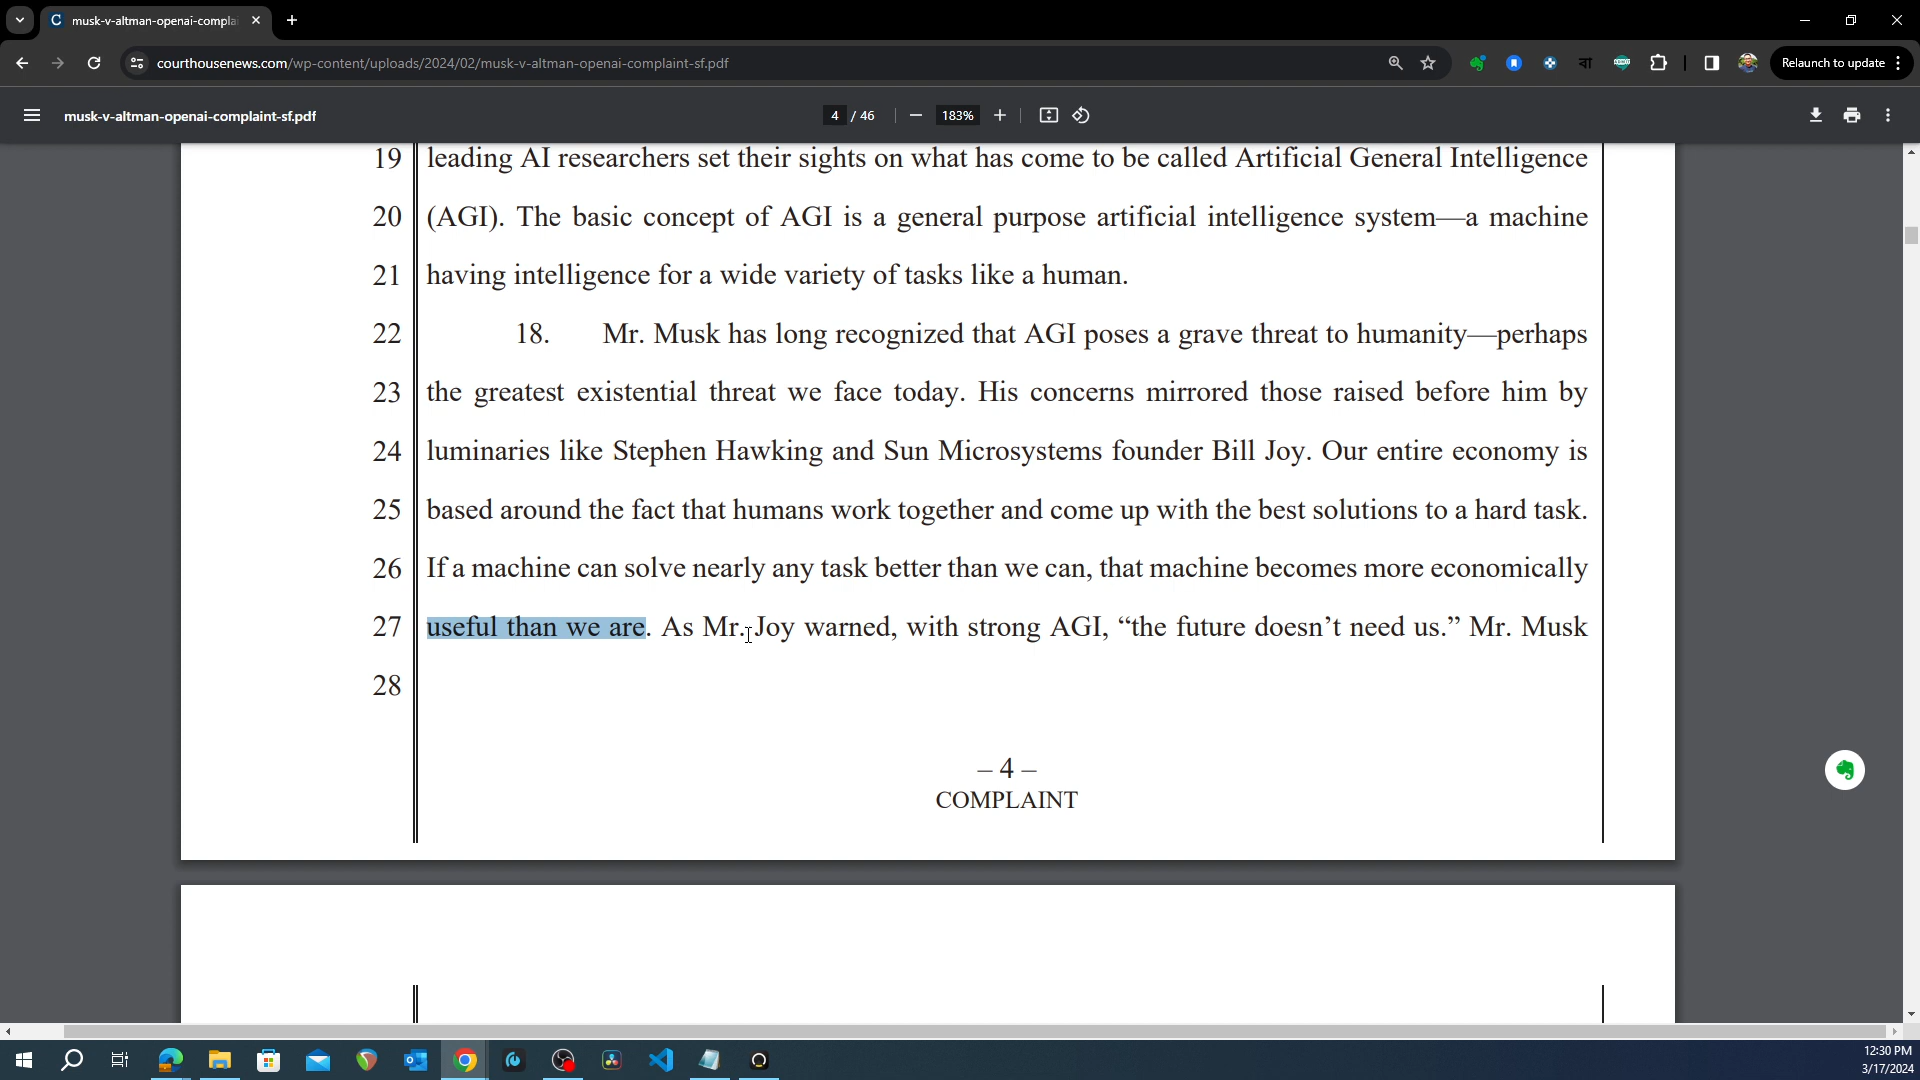 musk-v-altman-openai-compla
courthousenews.com/wp-content/uploads/2024/02/musk-v-altman-openai-complaint-sf.pdf
Relaunch to update
musk-v-altman-openai-complaint-sf.pdf
4 / 46
183%
19 leading AI researchers set their sights on what has come to be called Artificial General Intelligence
20 (AGI). The basic concept of AGI is a general purpose artificial intelligence system—a machine
21 having intelligence for a wide variety of tasks like a human.
22 18. Mr. Musk has long recognized that AGI poses a grave threat to humanity—perhaps
23 the greatest existential threat we face today. His concerns mirrored those raised before him by
24 luminaries like Stephen Hawking and Sun Microsystems founder Bill Joy. Our entire economy is
25 based around the fact that humans work together and come up with the best solutions to a hard task.
26 If a machine can solve nearly any task better than we can, that machine becomes more economically
27 useful than we are. As Mr. Joy warned, with strong AGI, “the future doesn’t need us.” Mr. Musk
28
– 4 –
COMPLAINT
12:30 PM
3/17/2024